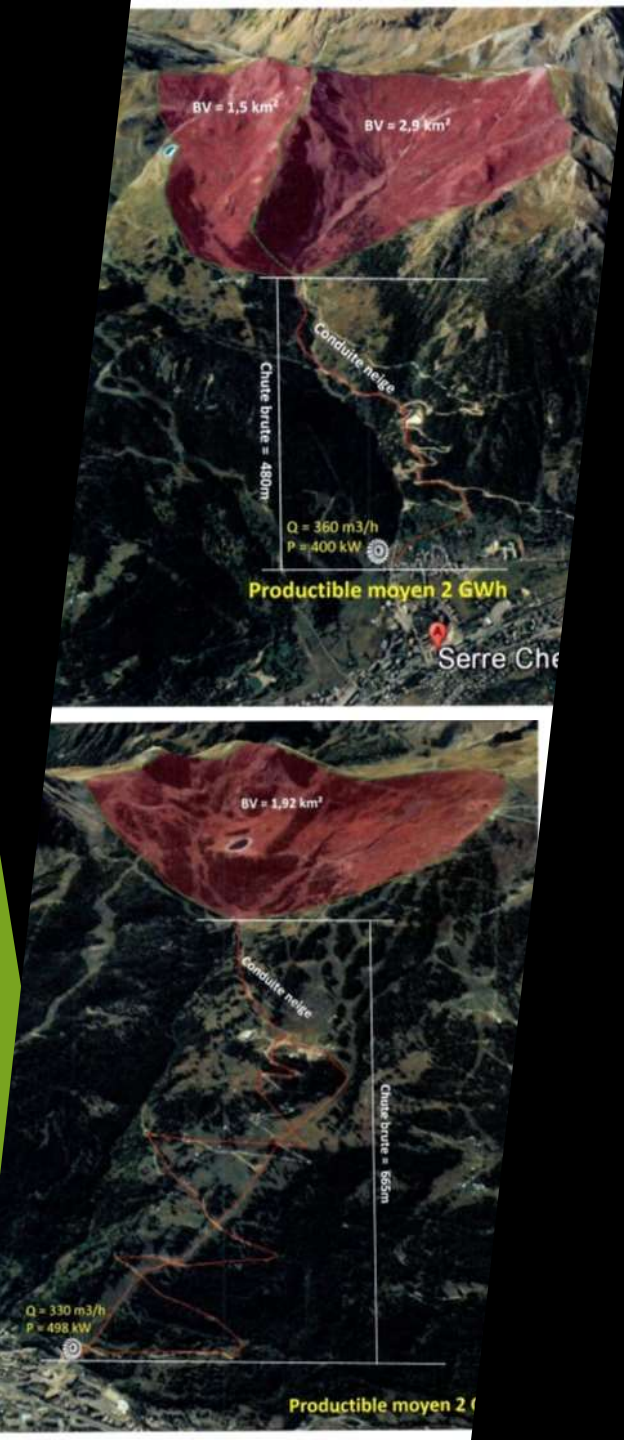 BV = 1,5 km²
BV = 2,9 km²
Conduite neige
Chute brute = 480m
Q = 360 m3/h
P = 400 kW
Productible moyen 2 GWh
A
Serre Che
BV = 1,92 km²
Conduite neige
Chute brute = 665m
Q = 330 m3/h
P = 498 kW
Productible moyen 2